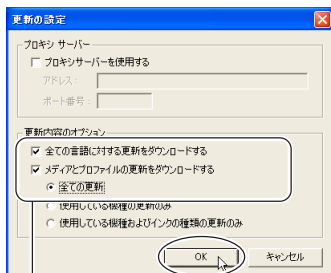 更新の設定
プロキシ サーバー
プロキシサーバーを使用する
アドレス：
ポート番号：
更新内容のオプション
全ての言語に対する更新をダウンロードする
メディアとプロファイルの更新をダウンロードする
全ての更新
使用している機種の更新のみ
使用している機種およびインクの種類の更新のみ
OK
キャンセル